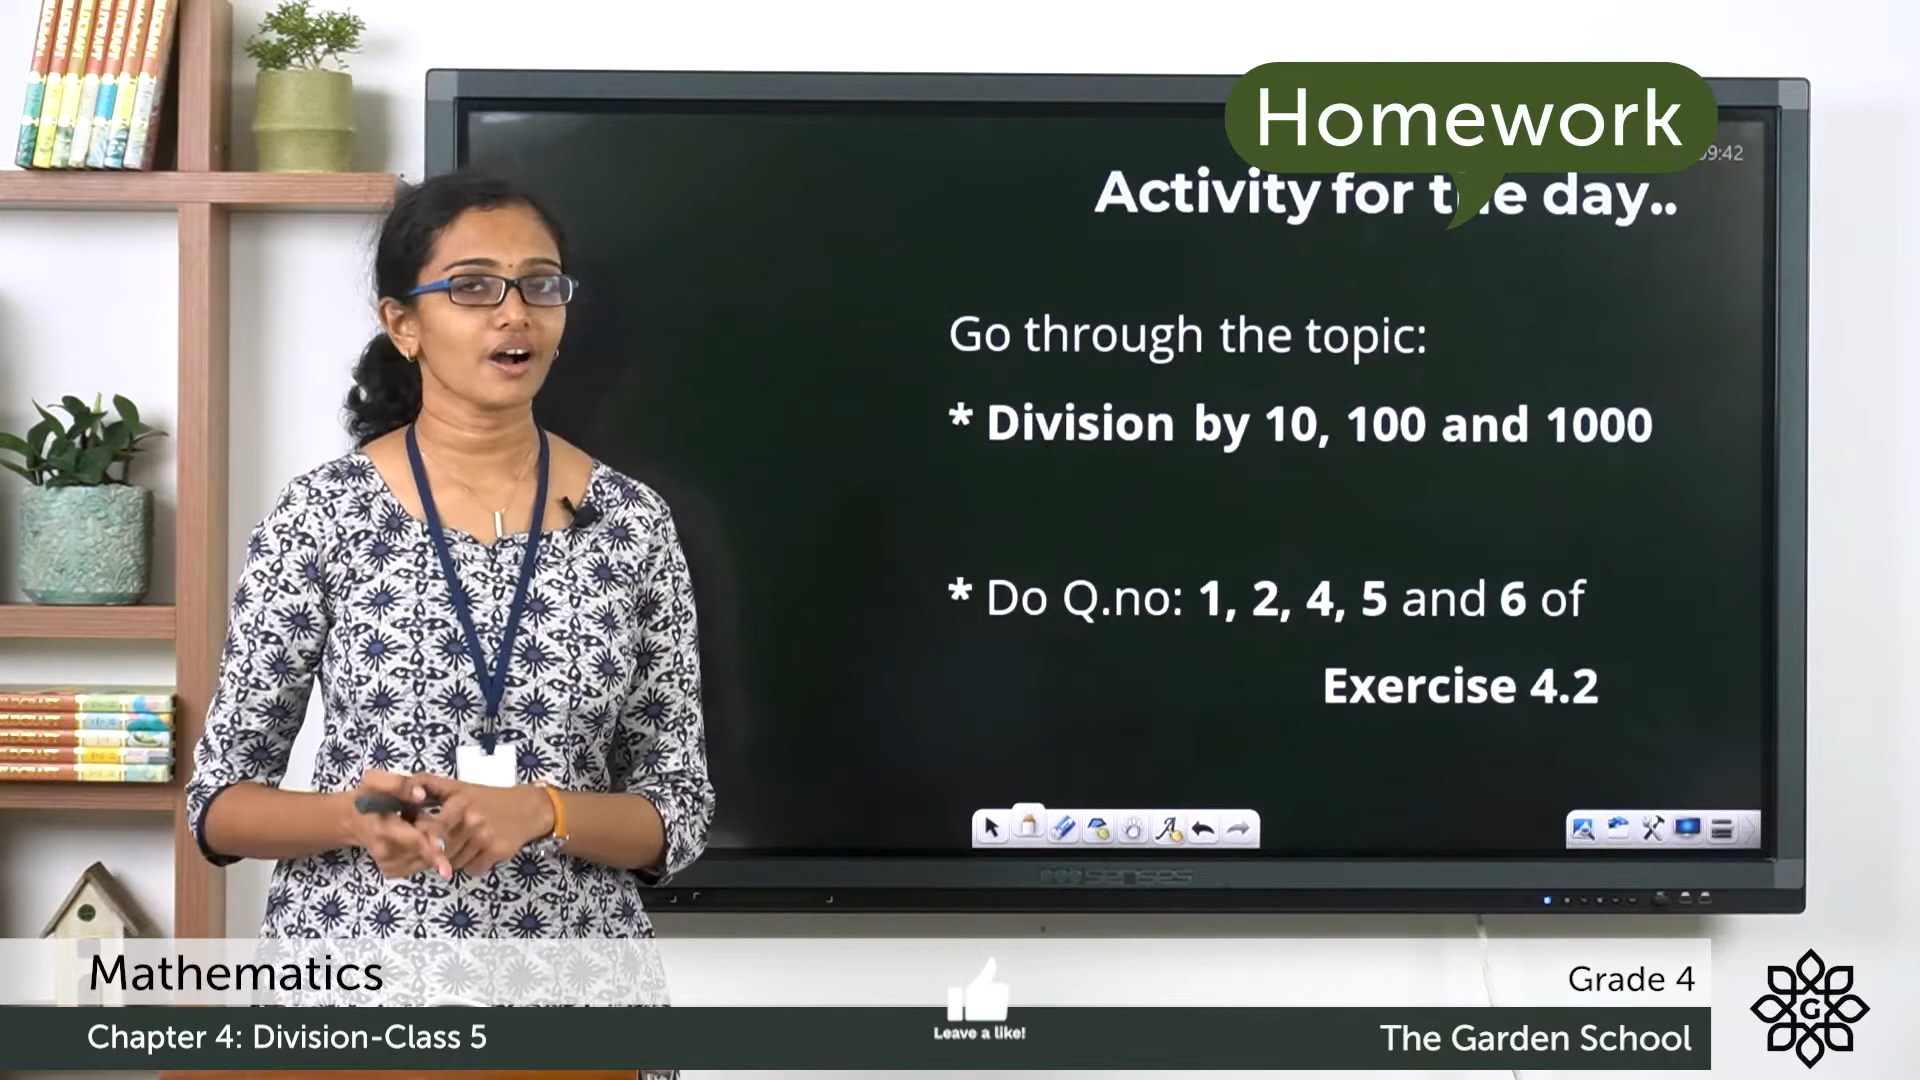 Homework
09:42
Activity for the day..
Go through the topic:
* Division by 10, 100 and 1000
* Do Q.no: 1, 2, 4, 5 and 6 of
Exercise 4.2
senses
Mathematics
Grade 4
Chapter 4: Division-Class 5
Leave a like!
The Garden School
G